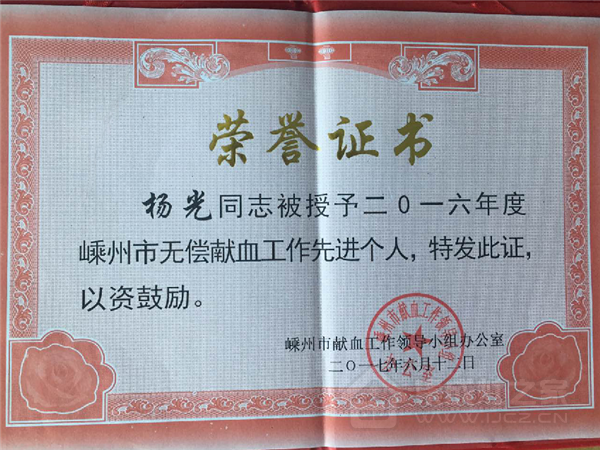 荣誉证书
杨光同志被授予二〇一六年度
嵊州市无偿献血工作先进个人，特发此证，
以资鼓励。
嵊州市献血工作领导小组办公室
二〇一七年六月十二日